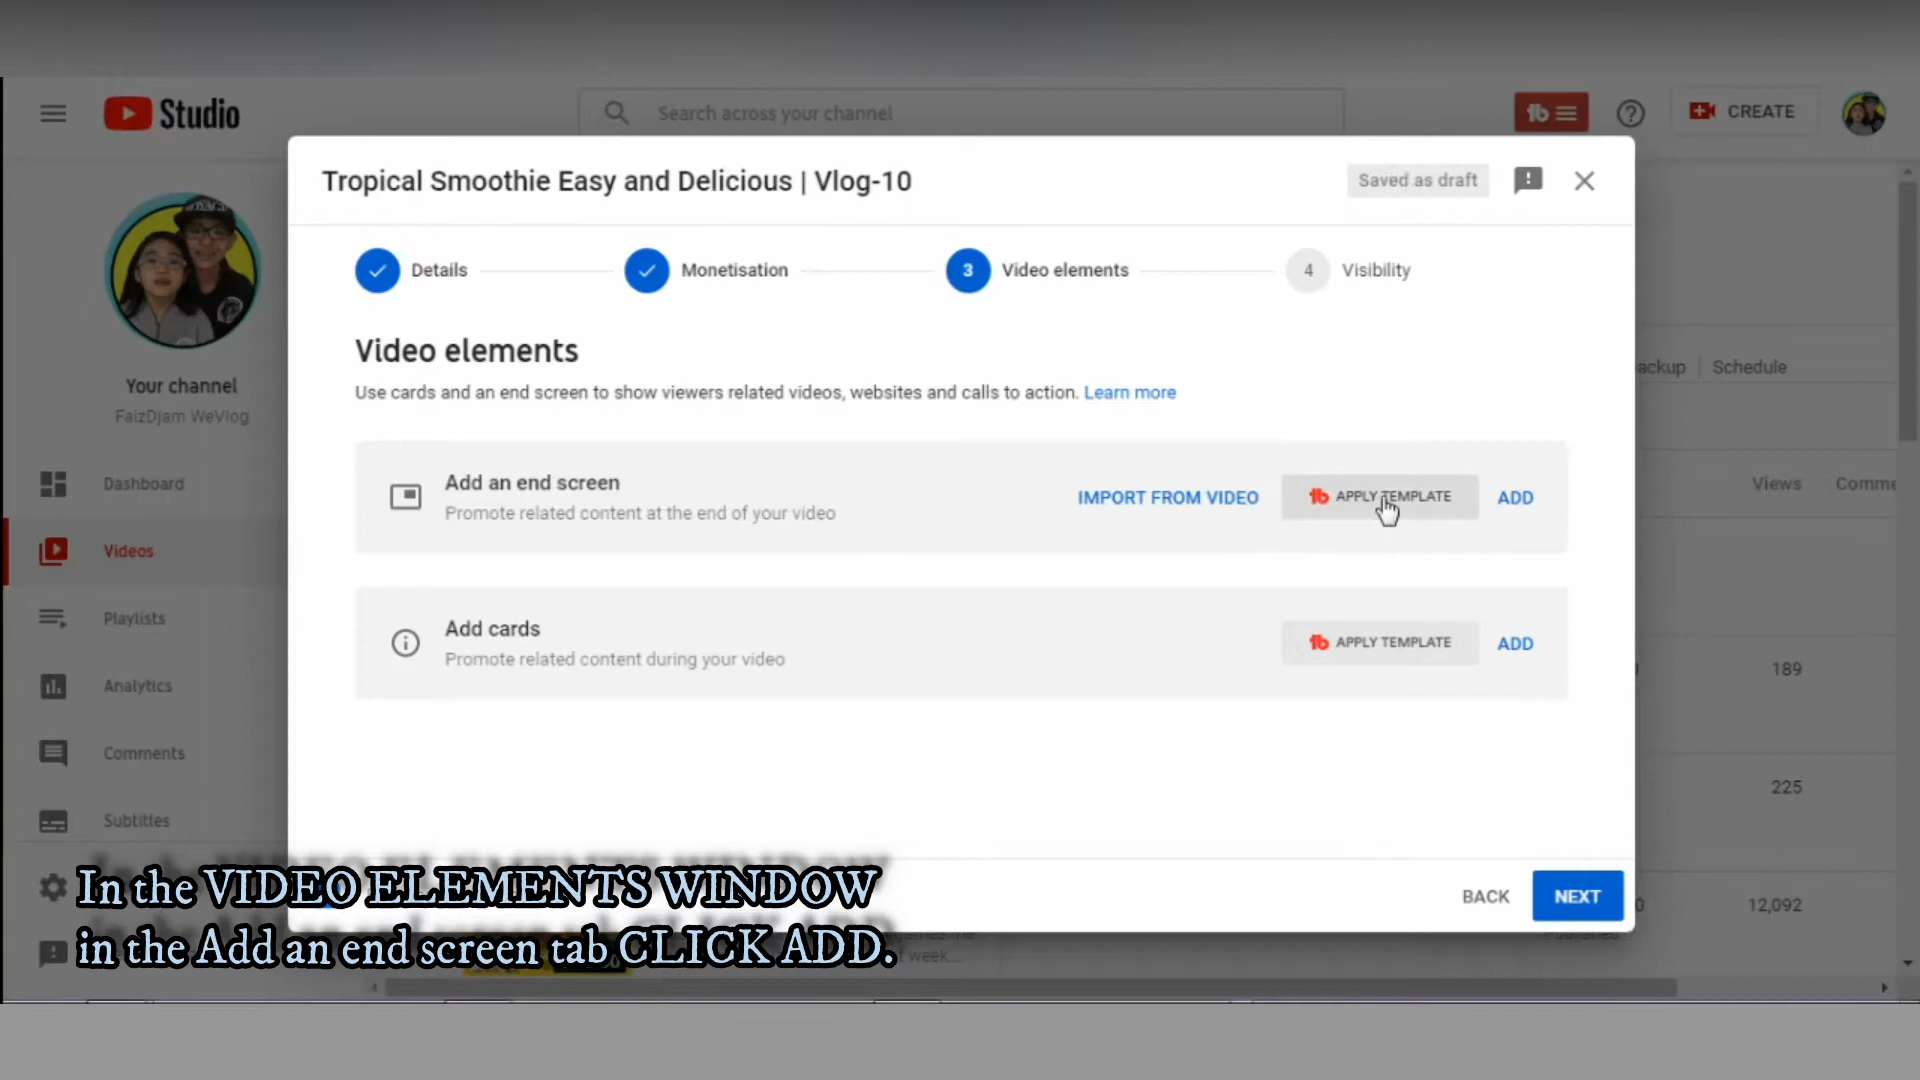 Studio
Search across your channel
CREATE
Tropical Smoothie Easy and Delicious | Vlog-10
Saved as draft
Details
Monetisation
3 Video elements
4 Visibility
Video elements
Use cards and an end screen to show viewers related videos, websites and calls to action. Learn more
Add an end screen
Promote related content at the end of your video
IMPORT FROM VIDEO
APPLY TEMPLATE
ADD
Add cards
Promote related content during your video
APPLY TEMPLATE
ADD
BACK
NEXT
Your channel
FaizDjam WeVlog
Dashboard
Videos
Playlists
Analytics
Comments
Subtitles
ackup
Schedule
Views
Comme
189
225
12,092
In the VIDEO ELEMENTS WINDOW
in the Add an end screen tab CLICK ADD.